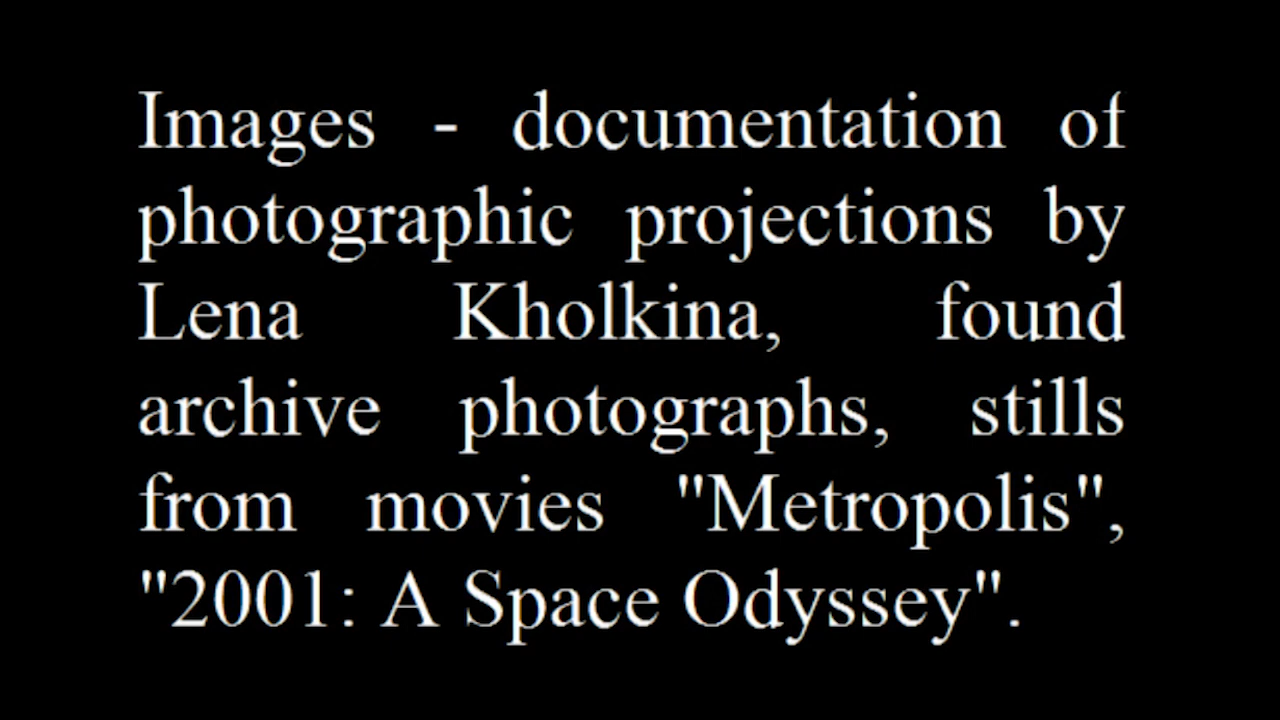 Images - documentation of
photographic projections by
Lena Kholkina, found
archive photographs, stills
from movies "Metropolis",
"2001: A Space Odyssey".